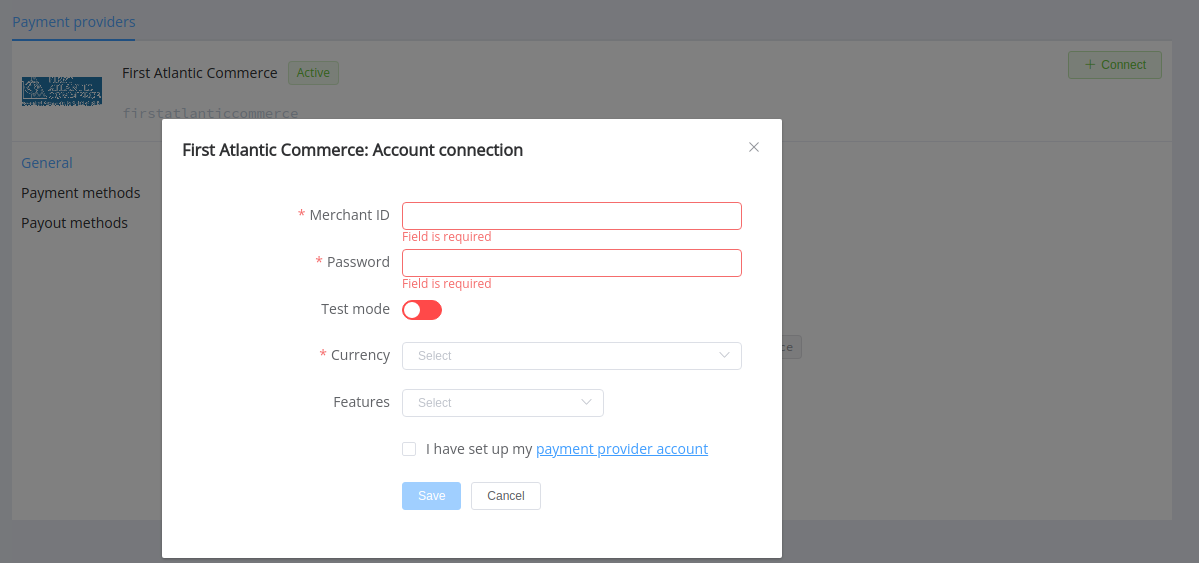 Payment providers
First Atlantic Commerce Active
+ Connect
firstatlanticcommerce
General
Payment methods
Payout methods
First Atlantic Commerce: Account connection
* Merchant ID
Field is required
* Password
Field is required
Test mode
* Currency Select
Features Select
I have set up my payment provider account
Save Cancel